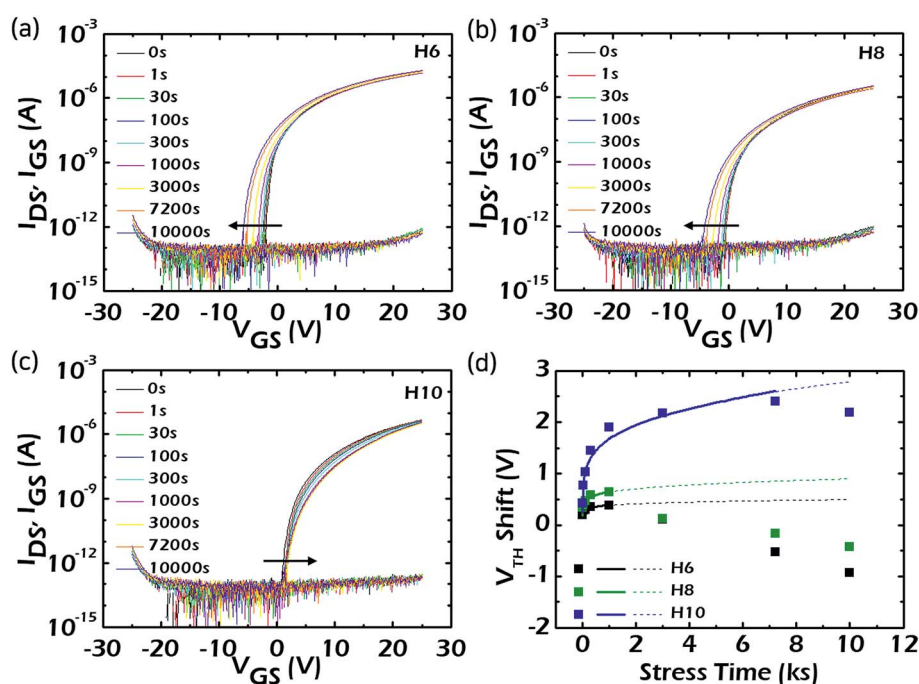 (a)
H6
10^-3
10^-6
10^-9
10^-12
10^-15
I_DS, I_GS (A)
0s
1s
30s
100s
300s
1000s
3000s
7200s
10000s
-30 -20 -10 0 10 20 30
V_GS (V)
(b)
H8
10^-3
10^-6
10^-9
10^-12
10^-15
I_DS, I_GS (A)
0s
1s
30s
100s
300s
1000s
3000s
7200s
10000s
-30 -20 -10 0 10 20 30
V_GS (V)
(c)
H10
10^-3
10^-6
10^-9
10^-12
10^-15
I_DS, I_GS (A)
0s
1s
30s
100s
300s
1000s
3000s
7200s
10000s
-30 -20 -10 0 10 20 30
V_GS (V)
(d)
3
2
1
0
-1
-2
V_TH Shift (V)
H6
H8
H10
0 2 4 6 8 10 12
Stress Time (ks)